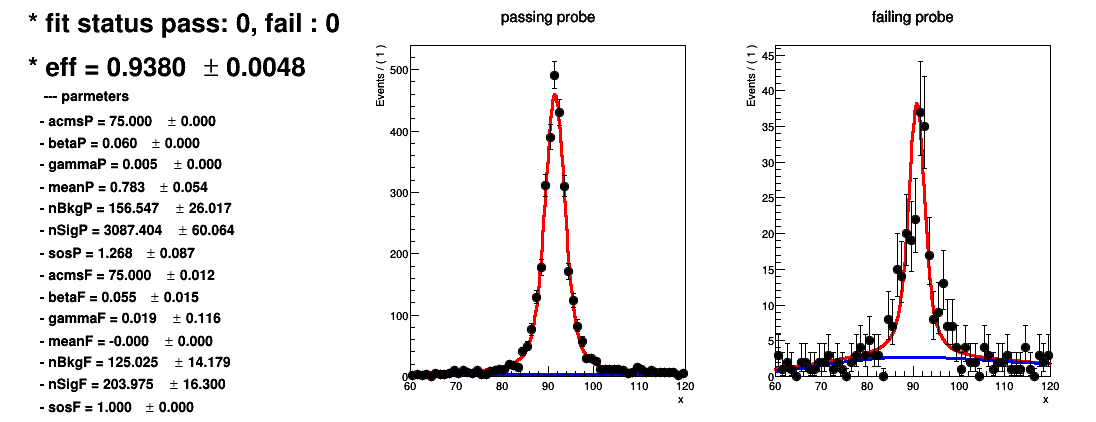 * fit status pass: 0, fail : 0
* eff = 0.9380 ± 0.0048
--- parmeters
- acmsP = 75.000 ± 0.000
- betaP = 0.060 ± 0.000
- gammaP = 0.005 ± 0.000
- meanP = 0.783 ± 0.054
- nBkgP = 156.547 ± 26.017
- nSigP = 3087.404 ± 60.064
- sosP = 1.268 ± 0.087
- acmsF = 75.000 ± 0.012
- betaF = 0.055 ± 0.015
- gammaF = 0.019 ± 0.116
- meanF = -0.000 ± 0.000
- nBkgF = 125.025 ± 14.179
- nSigF = 203.975 ± 16.300
- sosF = 1.000 ± 0.000
passing probe
Events / ( 1 )
500
400
300
200
100
0
60 70 80 90 100 110 120
x
failing probe
Events / ( 1 )
45
40
35
30
25
20
15
10
5
0
60 70 80 90 100 110 120
x